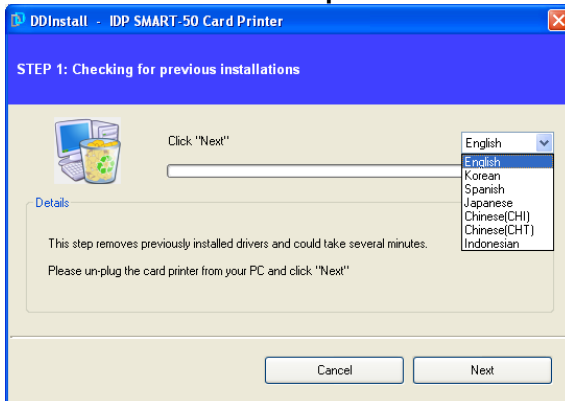 DDInstall - IDP SMART-50 Card Printer
STEP 1: Checking for previous installations
Click "Next"
English
English
Korean
Spanish
Japanese
Chinese(CHI)
Chinese(CHT)
Indonesian
Details
This step removes previously installed drivers and could take several minutes.
Please un-plug the card printer from your PC and click "Next"
Cancel
Next